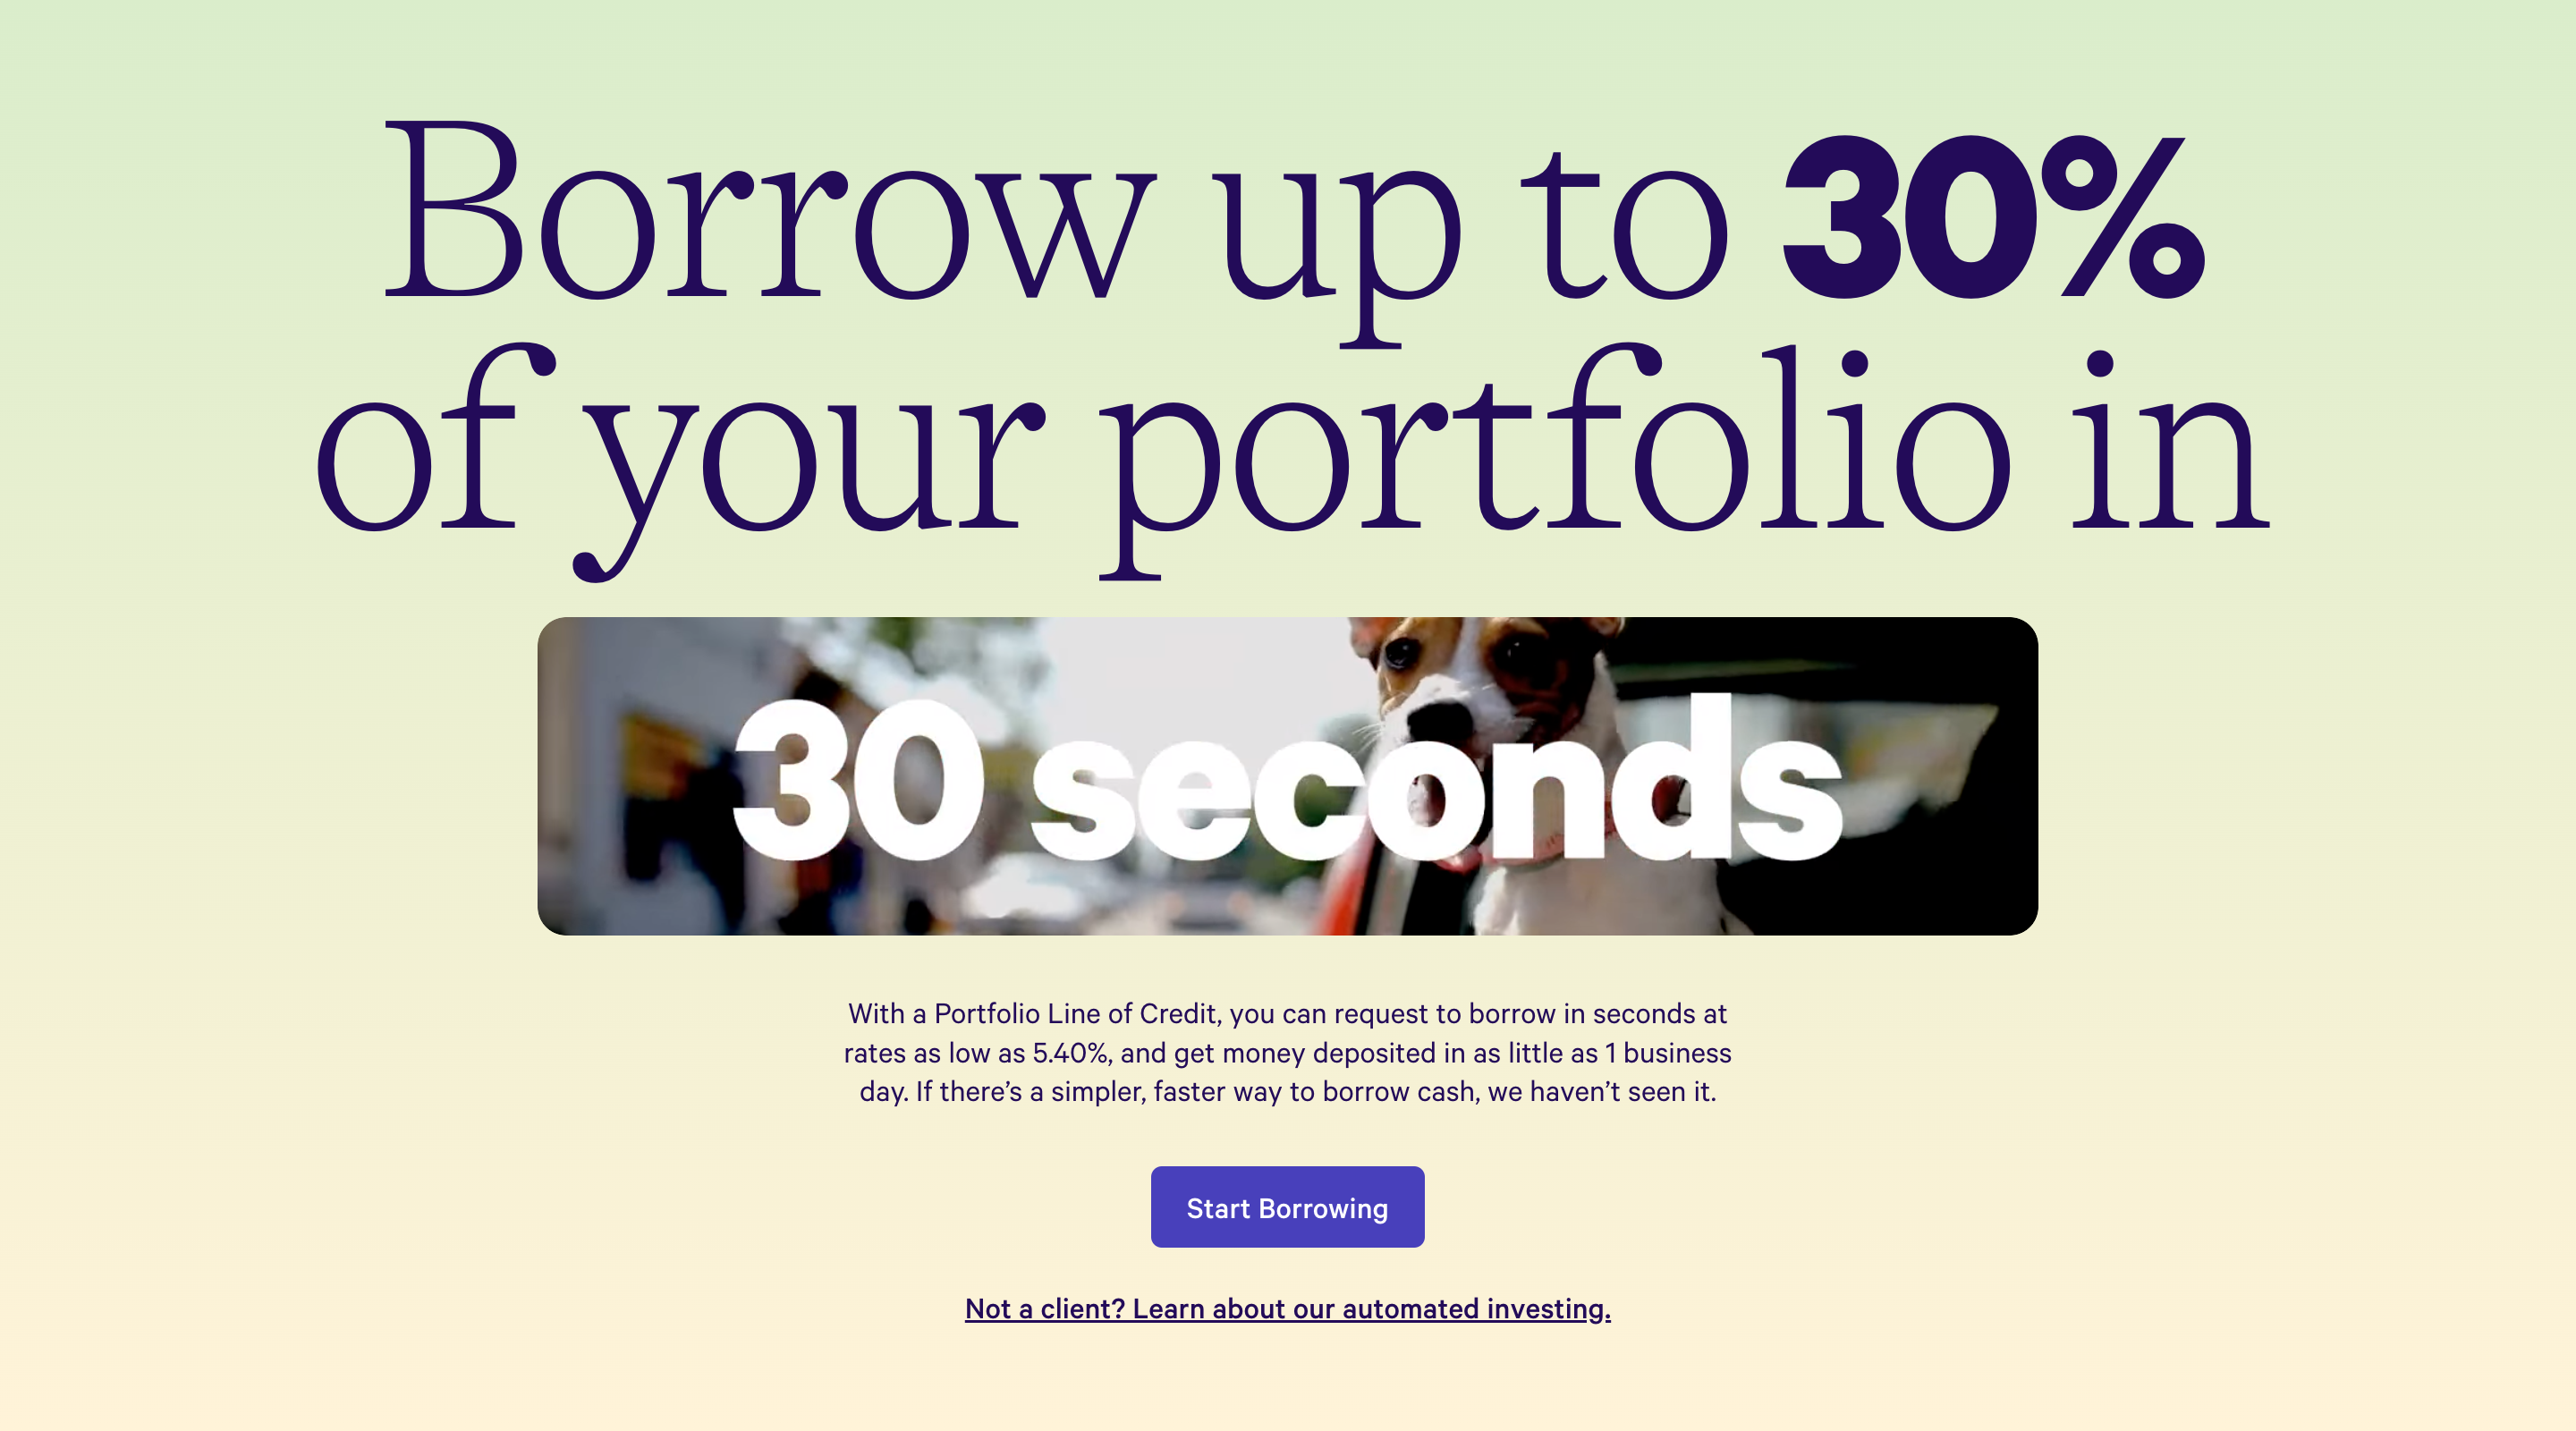 Borrow up to 30%
of your portfolio in
30 seconds
With a Portfolio Line of Credit, you can request to borrow in seconds at
rates as low as 5.40%, and get money deposited in as little as 1 business
day. If there’s a simpler, faster way to borrow cash, we haven’t seen it.
Start Borrowing
Not a client? Learn about our automated investing.